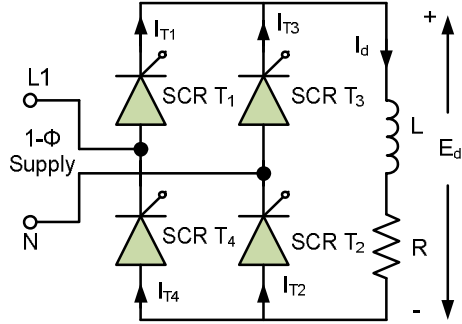 I_T1
I_T3
I_d
+
L1
SCR T_1
SCR T_3
L
1-Φ
Supply
E_d
N
SCR T_4
SCR T_2
R
I_T4
I_T2
-